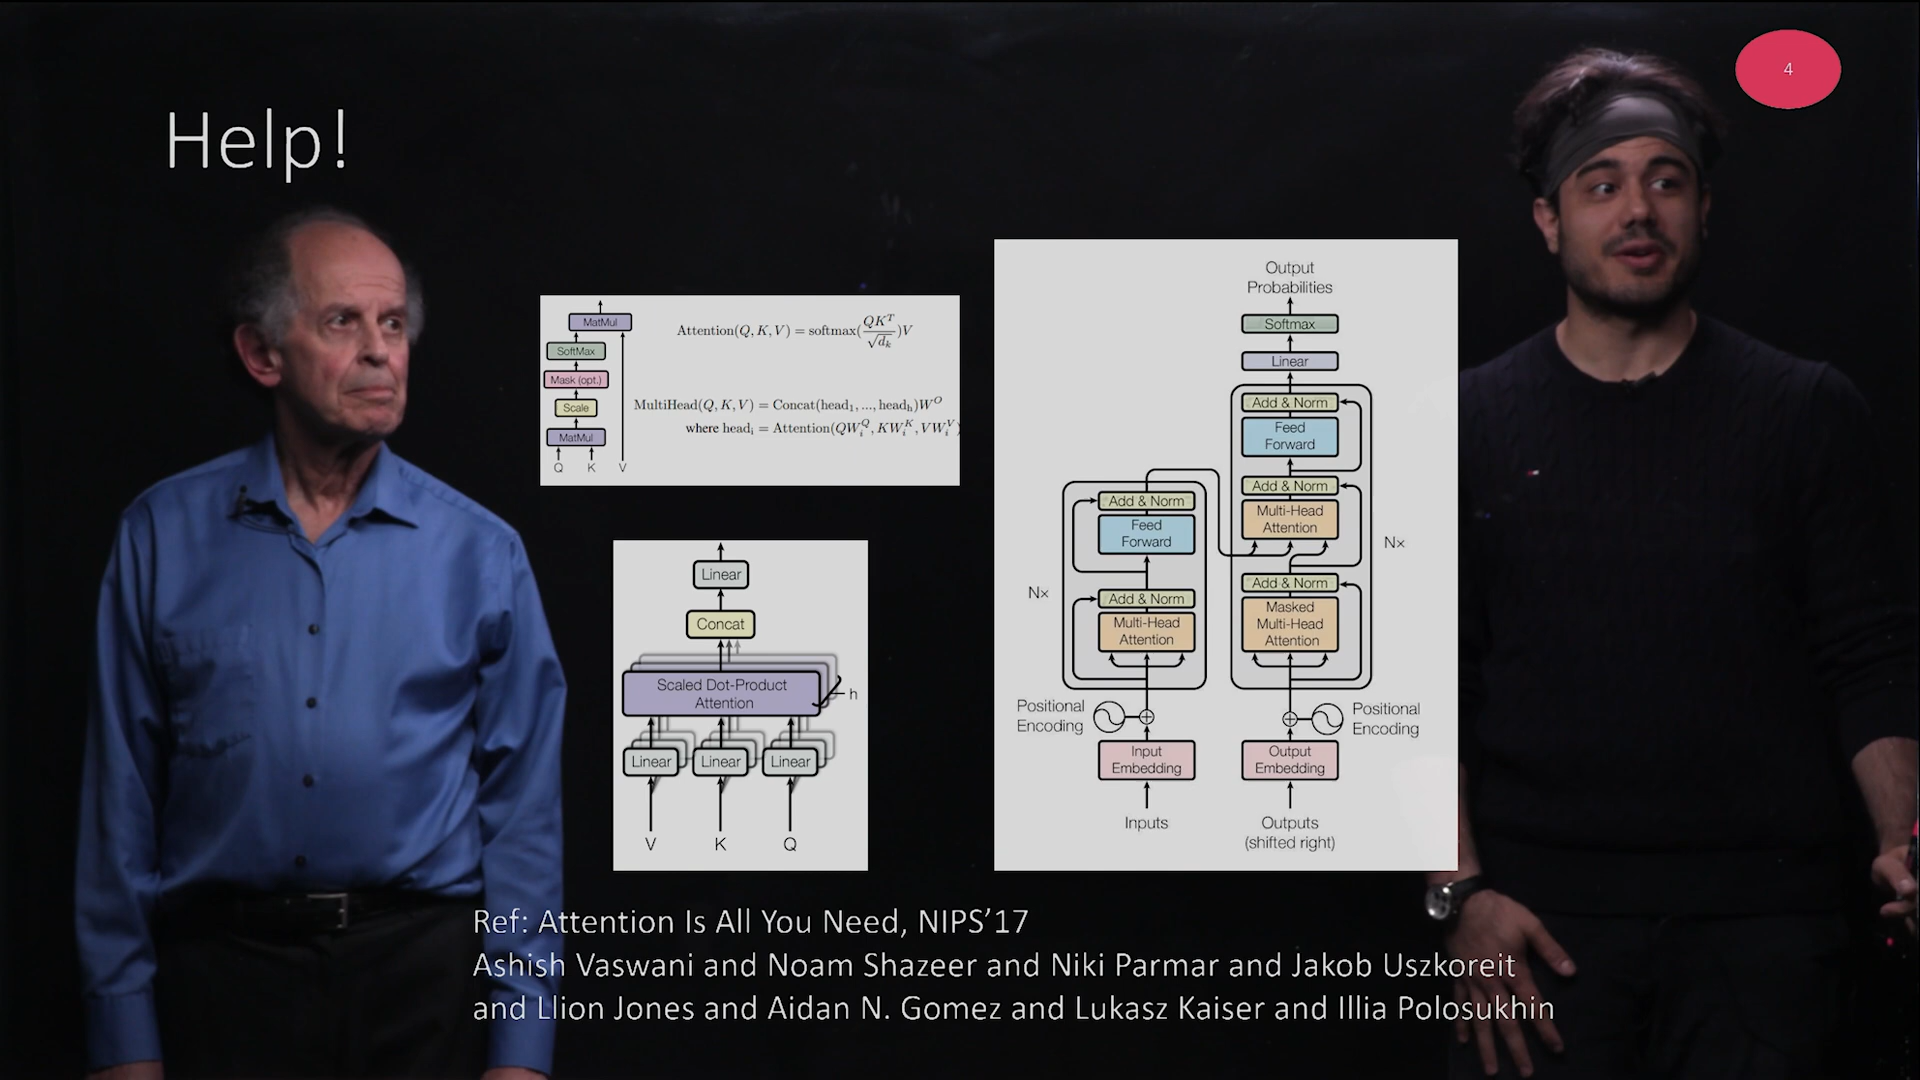 4
Help!
MatMul
SoftMax
Mask (opt.)
Scale
MatMul
Q K V
Attention(Q, K, V) = softmax(QK^T/√d_k)V
MultiHead(Q, K, V) = Concat(head_1, ..., head_h)W^O
where head_i = Attention(QW_i^Q, KW_i^K, VW_i^V)
Linear
Concat
Scaled Dot-Product
Attention
h
Linear Linear Linear
V K Q
Output
Probabilities
Softmax
Linear
Add & Norm
Feed
Forward
Add & Norm
Multi-Head
Attention
Nx
Add & Norm
Masked
Multi-Head
Attention
Add & Norm
Feed
Forward
Nx
Add & Norm
Multi-Head
Attention
Positional
Encoding
Positional
Encoding
Input
Embedding
Output
Embedding
Inputs
Outputs
(shifted right)
Ref: Attention Is All You Need, NIPS’17
Ashish Vaswani and Noam Shazeer and Niki Parmar and Jakob Uszkoreit
and Llion Jones and Aidan N. Gomez and Lukasz Kaiser and Illia Polosukhin